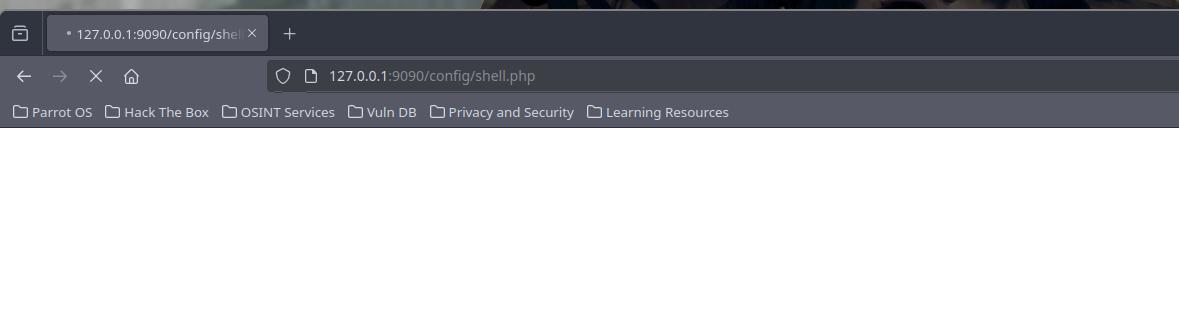 127.0.0.1:9090/config/shell
127.0.0.1:9090/config/shell.php
Parrot OS Hack The Box OSINT Services Vuln DB Privacy and Security Learning Resources